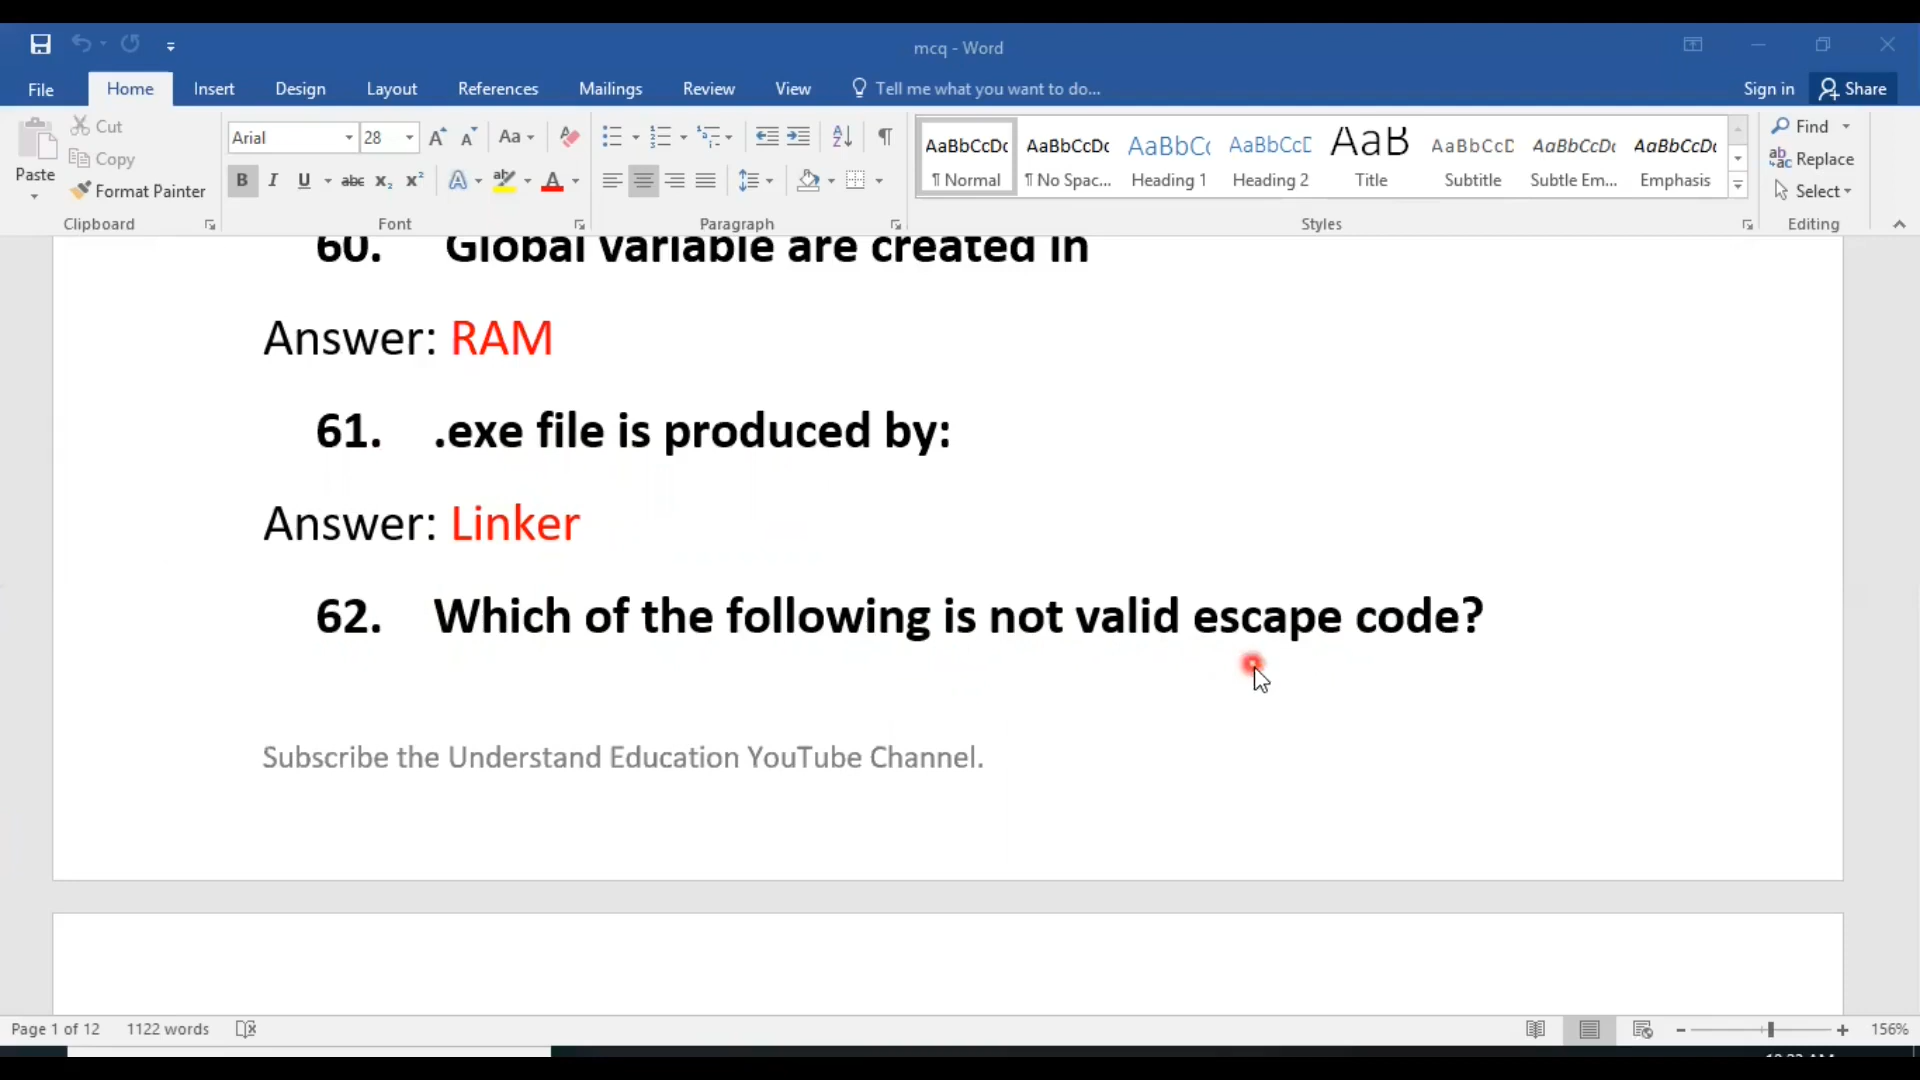 mcq - Word
File Home Insert Design Layout References Mailings Review View Tell me what you want to do... Sign in Share
Paste
Cut
Copy
Format Painter
Clipboard
Arial 28
Font
Paragraph
AaBbCcDc AaBbCcDc AaBbCc AaBbCcD AaB AaBbCcD AaBbCcDc AaBbCcDc
¶ Normal ¶ No Spac... Heading 1 Heading 2 Title Subtitle Subtle Em... Emphasis
Styles
Find
Replace
Select
Editing
60. Global variable are created in
Answer: RAM
61. .exe file is produced by:
Answer: Linker
62. Which of the following is not valid escape code?
Subscribe the Understand Education YouTube Channel.
Page 1 of 12 1122 words 156%